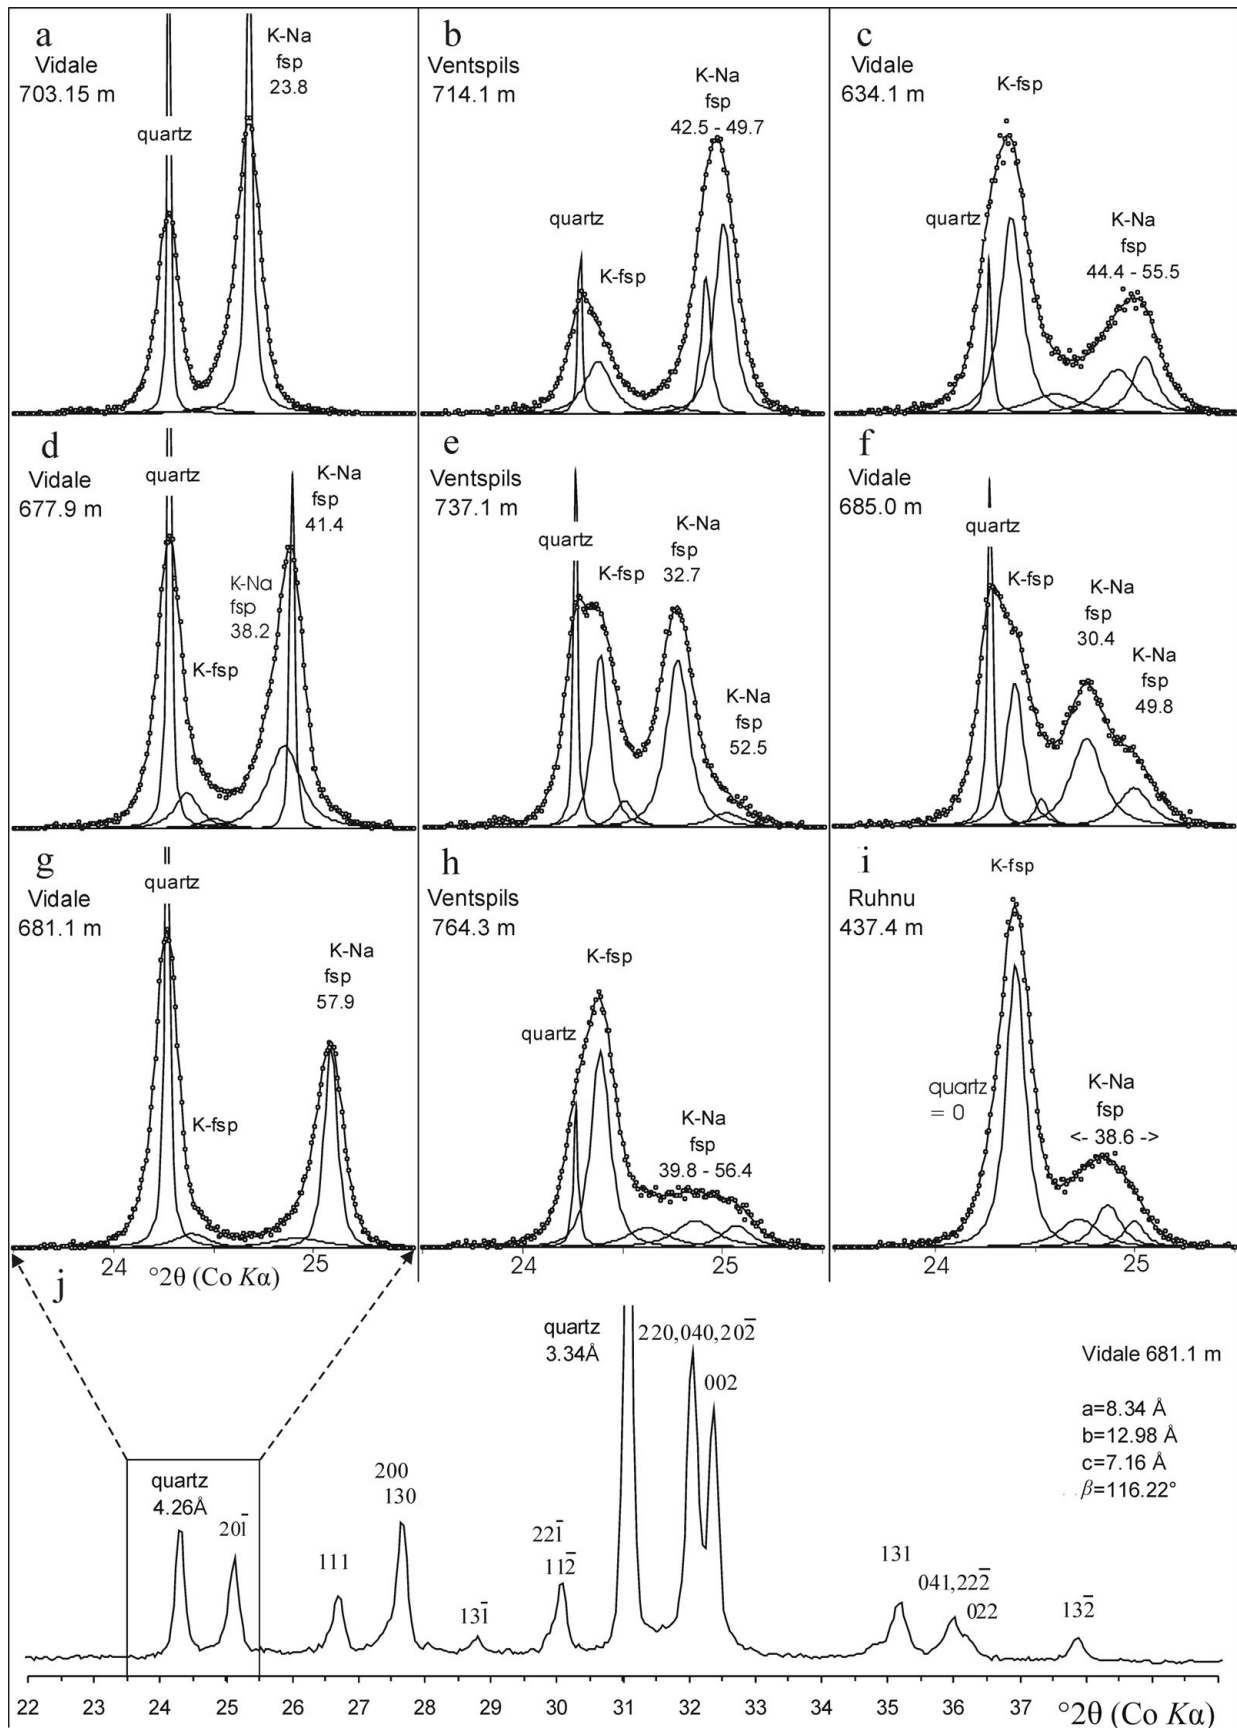 a
Vidale
703.15 m
quartz
K-Na
fsp
23.8
b
Ventspils
714.1 m
quartz
K-fsp
K-Na
fsp
42.5 - 49.7
c
Vidale
634.1 m
quartz
K-fsp
K-Na
fsp
44.4 - 55.5
d
Vidale
677.9 m
quartz
K-fsp
K-Na
fsp
38.2
K-Na
fsp
41.4
e
Ventspils
737.1 m
quartz
K-fsp
K-Na
fsp
32.7
K-Na
fsp
52.5
f
Vidale
685.0 m
quartz
K-fsp
K-Na
fsp
30.4
K-Na
fsp
49.8
g
Vidale
681.1 m
quartz
K-fsp
K-Na
fsp
57.9
h
Ventspils
764.3 m
quartz
K-fsp
K-Na
fsp
39.8 - 56.4
i
Ruhnu
437.4 m
K-fsp
quartz
= 0
K-Na
fsp
<- 38.6 ->
24 25
°2θ (Co Kα)
24 25
24 25
j
quartz
4.26Å
201̅
111
200
130
131̅
221̅
112̅
quartz
3.34Å
220,040,202̅
002
131
041,222̅
022
132̅
Vidale 681.1 m
a=8.34 Å
b=12.98 Å
c=7.16 Å
β=116.22°
22 23 24 25 26 27 28 29 30 31 32 33 34 35 36 37 °2θ (Co Kα)